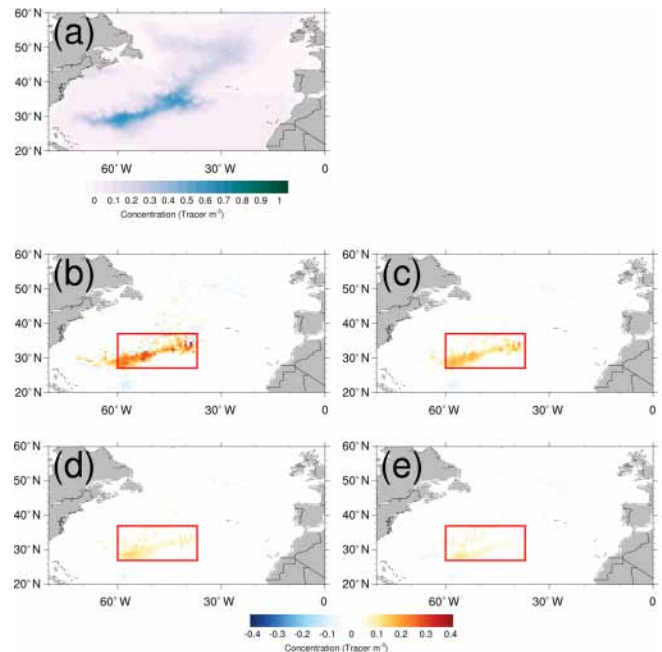 (a)
60° N
50° N
40° N
30° N
20° N
60° W 30° W 0
0 0.1 0.2 0.3 0.4 0.5 0.6 0.7 0.8 0.9 1
Concentration (Tracer m⁻³)
(b) (c)
60° N 60° N
50° N 50° N
40° N 40° N
30° N 30° N
20° N 20° N
60° W 30° W 0 60° W 30° W 0
(d) (e)
60° N 60° N
50° N 50° N
40° N 40° N
30° N 30° N
20° N 20° N
60° W 30° W 0 60° W 30° W 0
-0.4 -0.2 -0.1 0 0.1 0.2 0.3 0.4
Concentration (Tracer m⁻³)